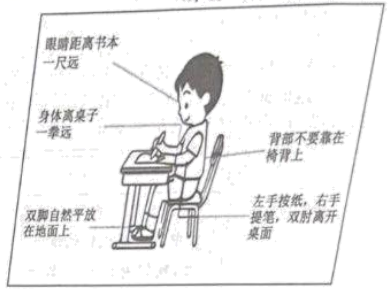 眼睛距离书本
一尺远
身体离桌子
一拳远
背部不要靠在
椅背上
双脚自然平放
在地面上
左手按纸，右手
提笔，双肘离开
桌面